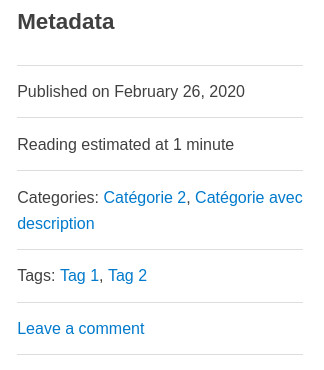 Metadata
Published on February 26, 2020
Reading estimated at 1 minute
Categories: Catégorie 2, Catégorie avec
description
Tags: Tag 1, Tag 2
Leave a comment